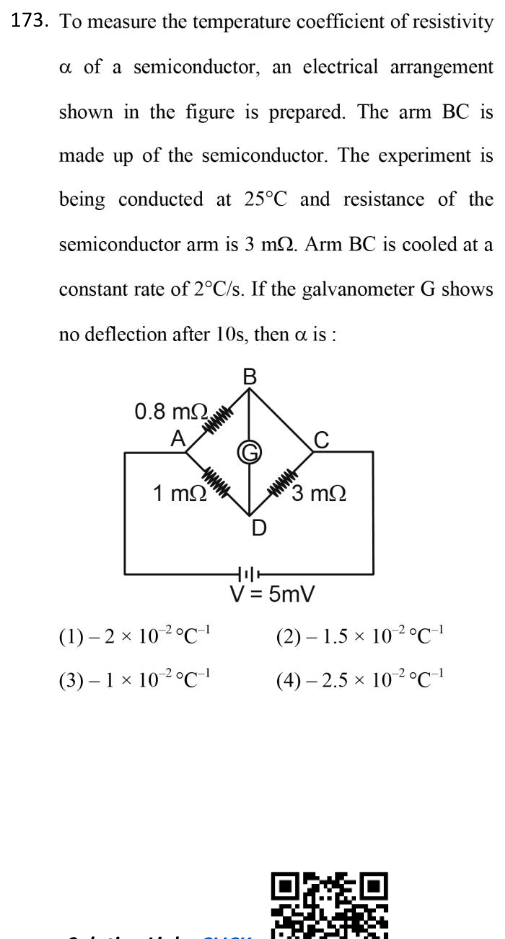 173. To measure the temperature coefficient of resistivity
α of a semiconductor, an electrical arrangement
shown in the figure is prepared. The arm BC is
made up of the semiconductor. The experiment is
being conducted at 25°C and resistance of the
semiconductor arm is 3 mΩ. Arm BC is cooled at a
constant rate of 2°C/s. If the galvanometer G shows
no deflection after 10s, then α is :
B
0.8 mΩ
A
C
G
1 mΩ
3 mΩ
D
V = 5mV
(1) – 2 × 10⁻² °C⁻¹ (2) – 1.5 × 10⁻² °C⁻¹
(3) – 1 × 10⁻² °C⁻¹ (4) – 2.5 × 10⁻² °C⁻¹